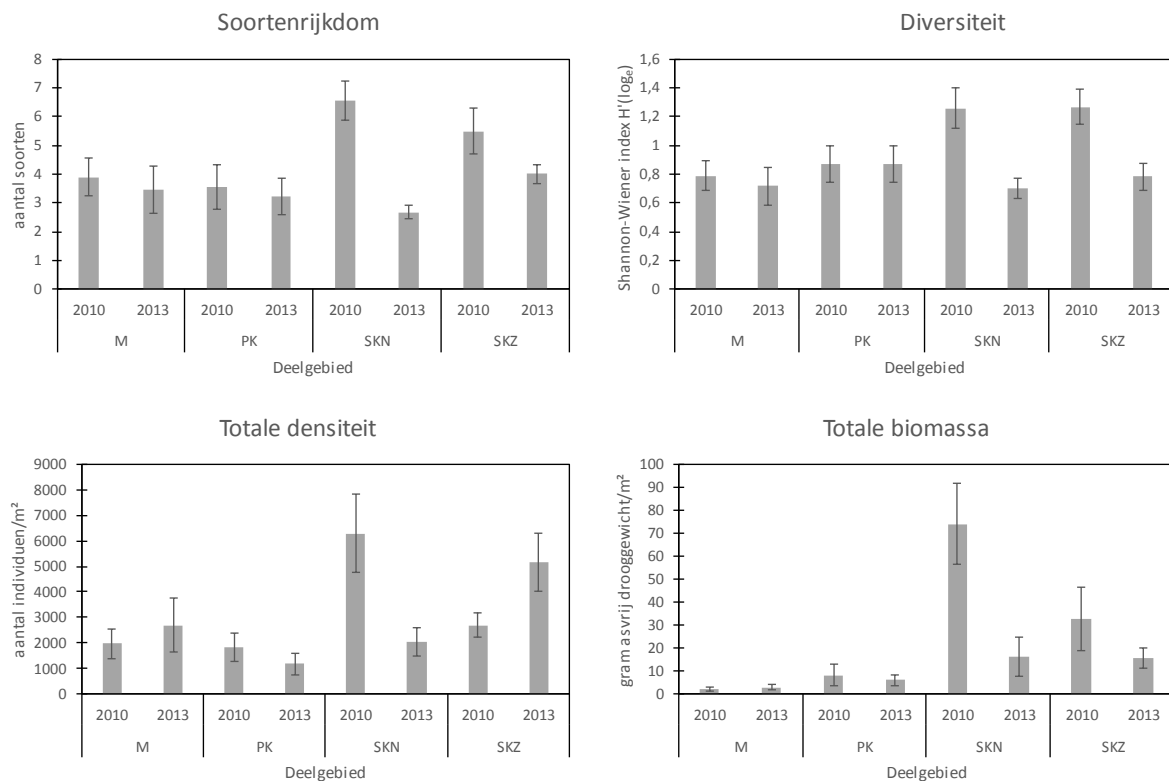 Soortenrijkdom
8
7
6
5
4
3
2
1
0
aantal soorten
2010 2013 2010 2013 2010 2013 2010 2013
M PK SKN SKZ
Deelgebied
Diversiteit
1,6
1,4
1,2
1
0,8
0,6
0,4
0,2
0
Shannon-Wiener index H'(logₑ)
2010 2013 2010 2013 2010 2013 2010 2013
M PK SKN SKZ
Deelgebied
Totale densiteit
9000
8000
7000
6000
5000
4000
3000
2000
1000
0
aantal individuen/m²
2010 2013 2010 2013 2010 2013 2010 2013
M PK SKN SKZ
Deelgebied
Totale biomassa
100
90
80
70
60
50
40
30
20
10
0
gram asvrij drooggewicht/m²
2010 2013 2010 2013 2010 2013 2010 2013
M PK SKN SKZ
Deelgebied